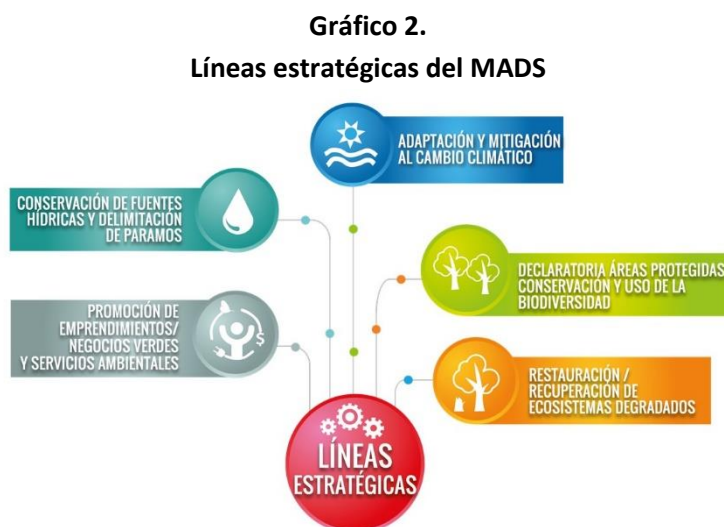 Gráfico 2.
Líneas estratégicas del MADS
ADAPTACIÓN Y MITIGACIÓN
AL CAMBIO CLIMÁTICO
CONSERVACIÓN DE FUENTES
HÍDRICAS Y DELIMITACIÓN
DE PARAMOS
DECLARATORIA ÁREAS PROTEGIDAS
CONSERVACIÓN Y USO DE LA
BIODIVERSIDAD
PROMOCIÓN DE
EMPRENDIMIENTOS/
NEGOCIOS VERDES
Y SERVICIOS AMBIENTALES
$
RESTAURACIÓN /
RECUPERACIÓN DE
ECOSISTEMAS DEGRADADOS
LÍNEAS
ESTRATÉGICAS